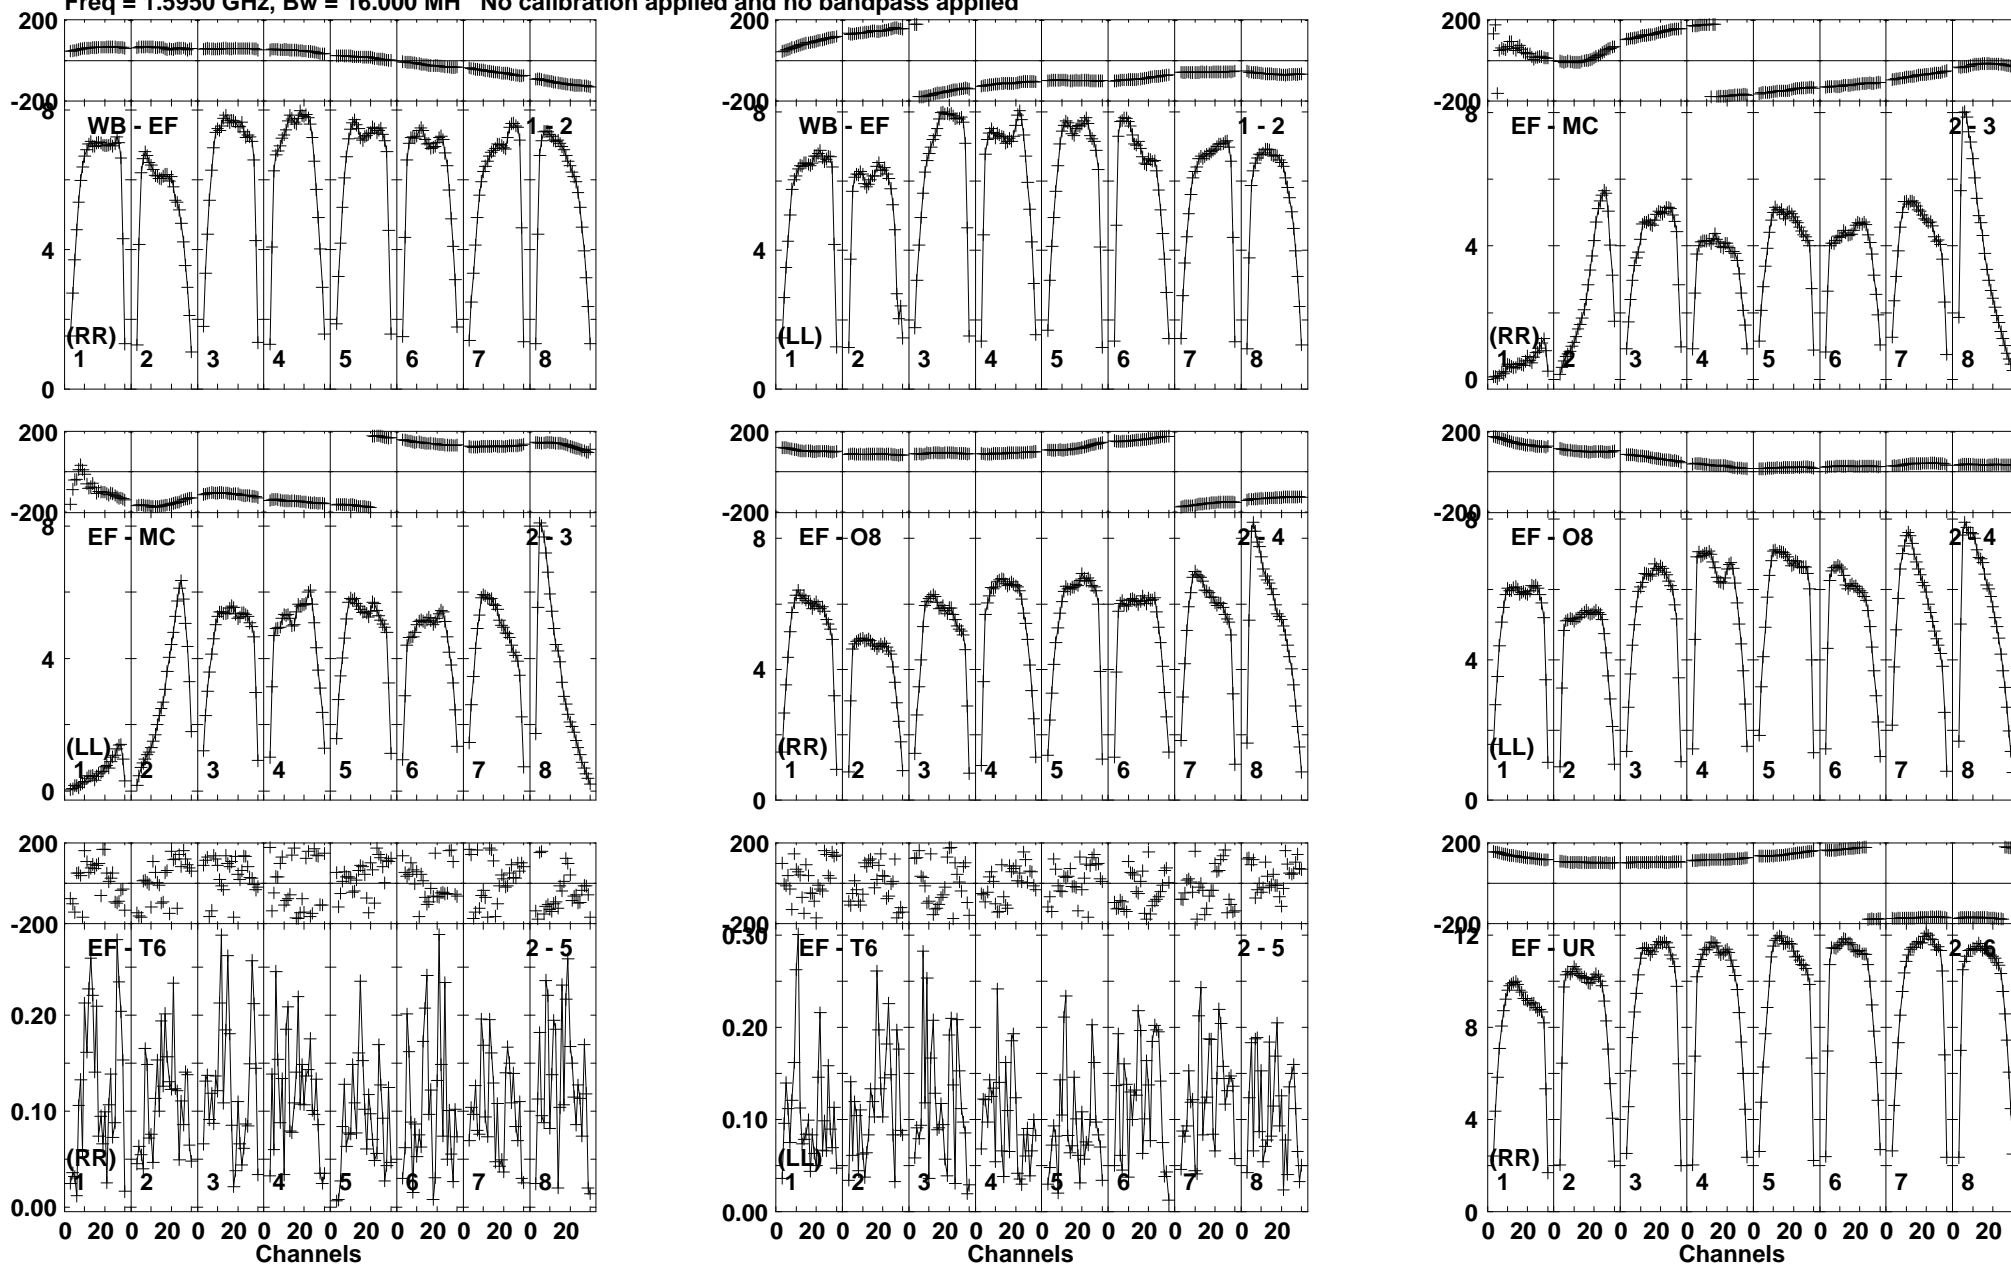 Freq = 1.5950 GHz, Bw = 16.000 MH No calibration applied and no bandpass applied
200 200 200
-200 -200 -200
8 WB - EF 1 - 2 8 WB - EF 1 - 2 8 EF - MC 2 - 3
4 4 4
(RR) (LL) (RR)
1 2 3 4 5 6 7 8 1 2 3 4 5 6 7 8 1 2 3 4 5 6 7 8
0 0 0
200 200 200
-200 -200 -200
8 EF - MC 2 - 3 8 EF - O8 2 - 4 8 EF - O8 2 - 4
4 4 4
(LL) (RR) (LL)
1 2 3 4 5 6 7 8 1 2 3 4 5 6 7 8 1 2 3 4 5 6 7 8
0 0 0
200 200 200
-200 -200 -200
EF - T6 2 - 5 0.30 EF - T6 2 - 5 12 EF - UR 2 - 6
0.20 0.20 8
0.10 0.10 4
(RR) (LL) (RR)
1 2 3 4 5 6 7 8 1 2 3 4 5 6 7 8 1 2 3 4 5 6 7 8
0.00 0.00 0
0 20 0 20 0 20 0 20 0 20 0 20 0 20 0 20 0 20 0 20 0 20 0 20 0 20 0 20 0 20 0 20 0 20 0 20 0 20 0 20 0 20 0 20 0 20 0 20
Channels Channels Channels